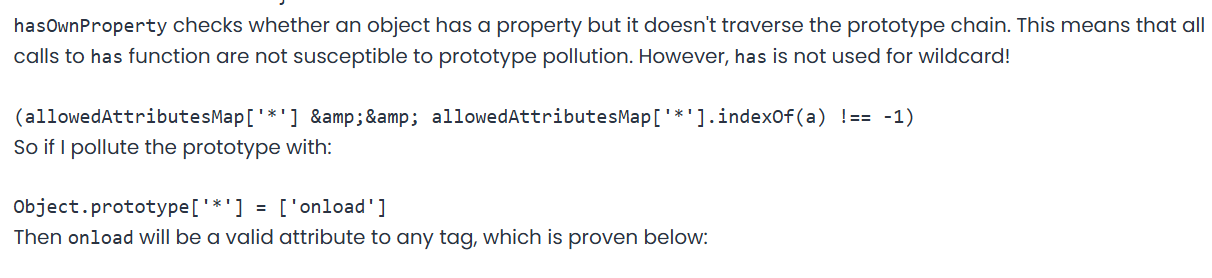 hasOwnProperty checks whether an object has a property but it doesn't traverse the prototype chain. This means that all
calls to has function are not susceptible to prototype pollution. However, has is not used for wildcard!
(allowedAttributesMap['*'] &amp;&amp; allowedAttributesMap['*'].indexOf(a) !== -1)
So if I pollute the prototype with:
Object.prototype['*'] = ['onload']
Then onload will be a valid attribute to any tag, which is proven below: